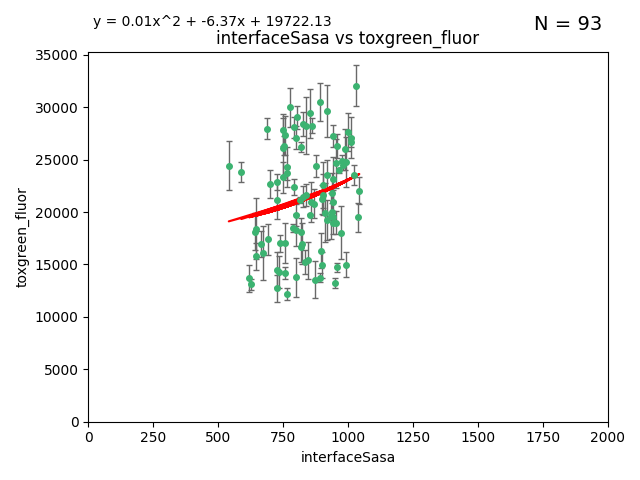 y = 0.01x^2 + -6.37x + 19722.13
N = 93
interfaceSasa vs toxgreen_fluor
35000
30000
25000
20000
15000
10000
5000
0
toxgreen_fluor
0 250 500 750 1000 1250 1500 1750 2000
interfaceSasa